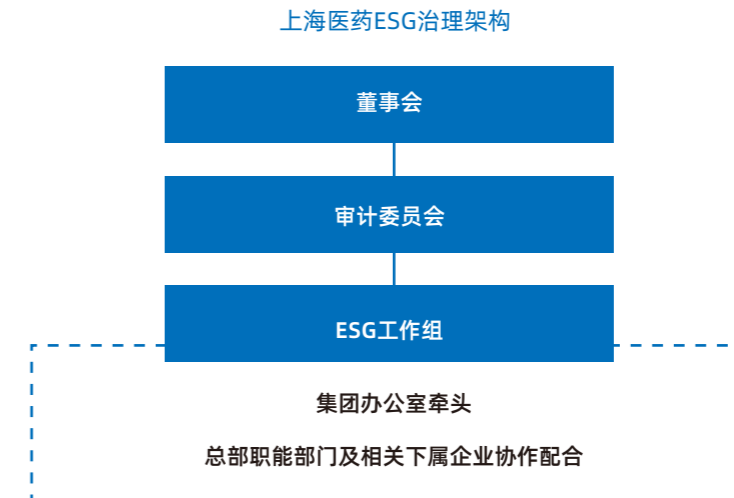 上海医药ESG治理架构
董事会
审计委员会
ESG工作组
集团办公室牵头
总部职能部门及相关下属企业协作配合